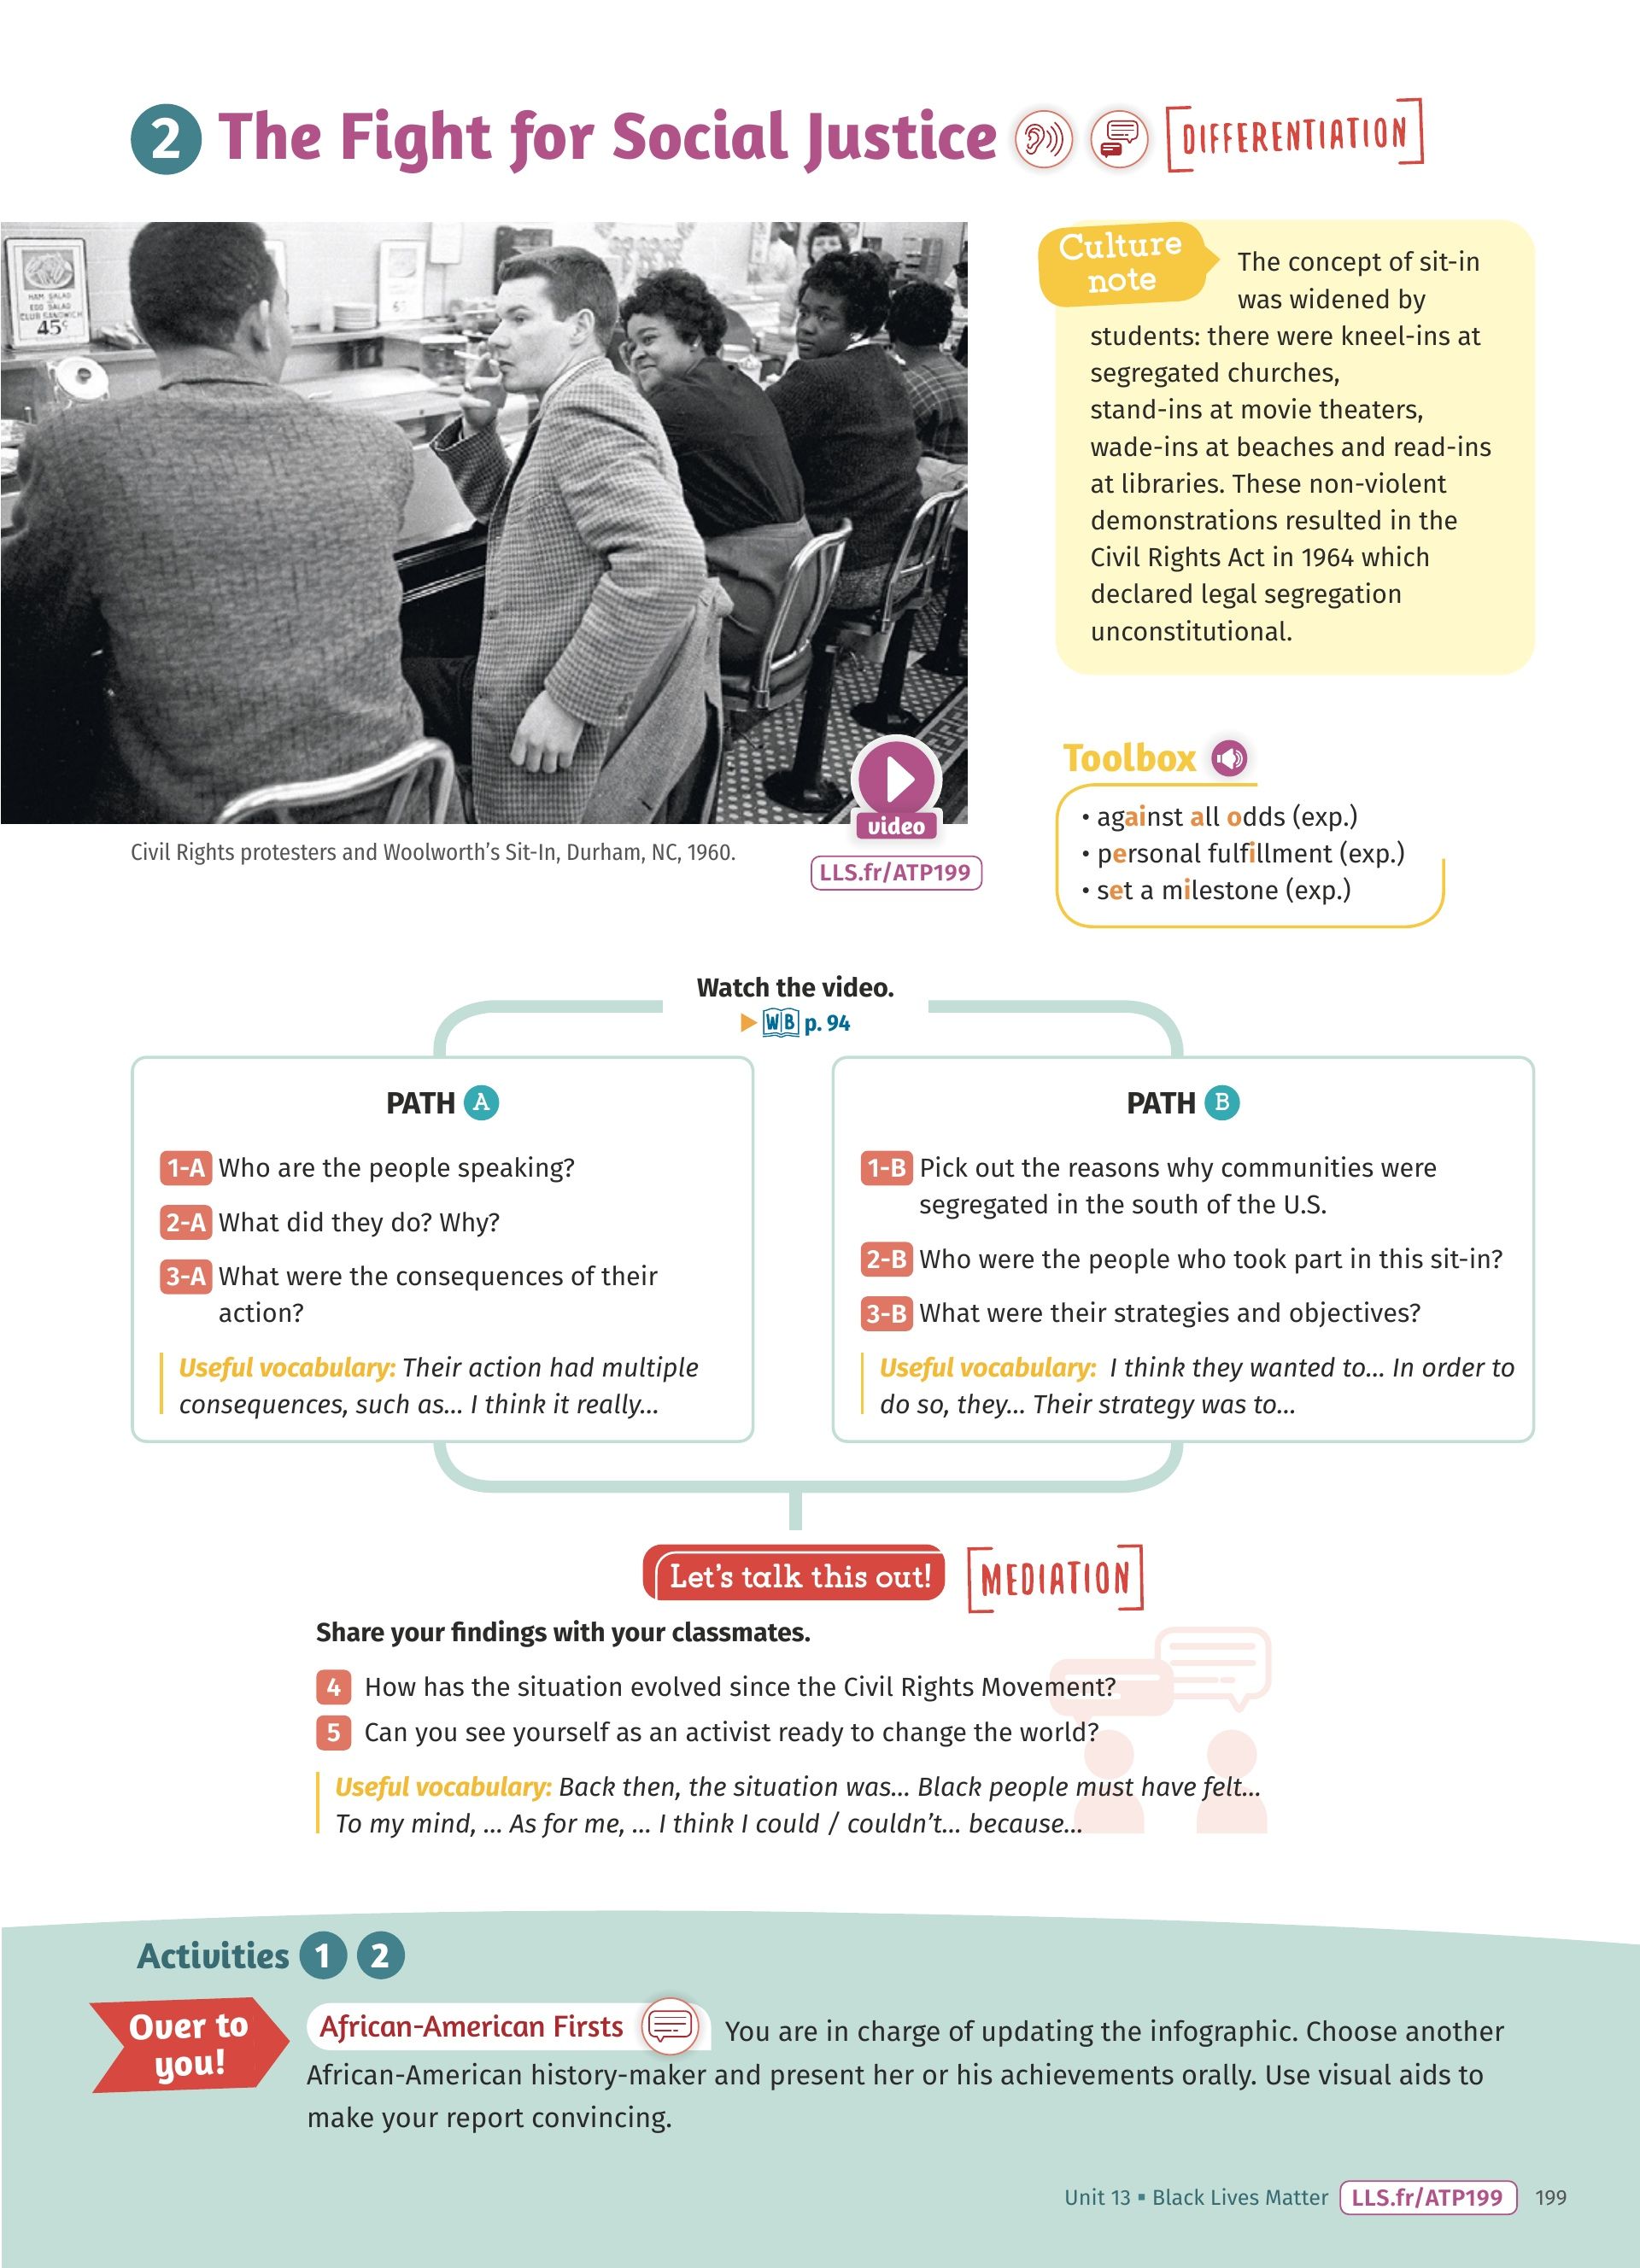 2 The Fight for Social Justice DIFFERENTIATION
HAM SALAD
EGG SALAD
CLUB SANDWICH
45¢
video
Civil Rights protesters and Woolworth's Sit-In, Durham, NC, 1960.
LLS.fr/ATP199
Culture
note
The concept of sit-in
was widened by
students: there were kneel-ins at
segregated churches,
stand-ins at movie theaters,
wade-ins at beaches and read-ins
at libraries. These non-violent
demonstrations resulted in the
Civil Rights Act in 1964 which
declared legal segregation
unconstitutional.
Toolbox
• against all odds (exp.)
• personal fulfillment (exp.)
• set a milestone (exp.)
Watch the video.
WB p. 94
PATH A
1-A Who are the people speaking?
2-A What did they do? Why?
3-A What were the consequences of their
action?
Useful vocabulary: Their action had multiple
consequences, such as... I think it really...
PATH B
1-B Pick out the reasons why communities were
segregated in the south of the U.S.
2-B Who were the people who took part in this sit-in?
3-B What were their strategies and objectives?
Useful vocabulary: I think they wanted to... In order to
do so, they... Their strategy was to...
Let's talk this out! MEDIATION
Share your findings with your classmates.
4 How has the situation evolved since the Civil Rights Movement?
5 Can you see yourself as an activist ready to change the world?
Useful vocabulary: Back then, the situation was... Black people must have felt...
To my mind, ... As for me, ... I think I could / couldn't... because...
Activities 1 2
Over to
you!
African-American Firsts You are in charge of updating the infographic. Choose another
African-American history-maker and present her or his achievements orally. Use visual aids to
make your report convincing.
Unit 13 ▪ Black Lives Matter LLS.fr/ATP199 199